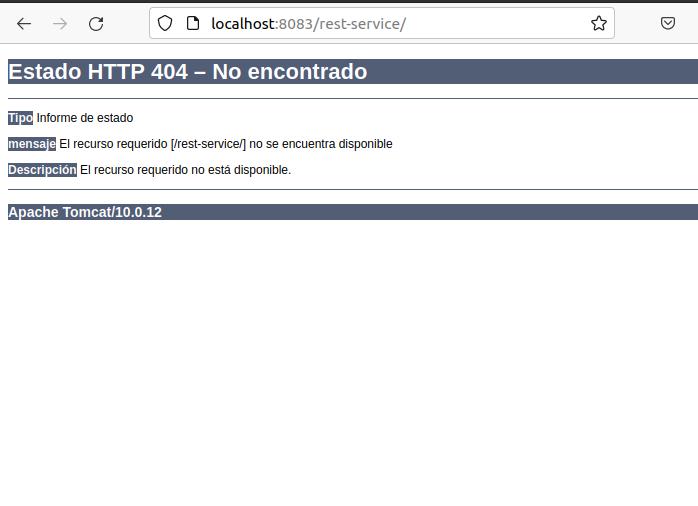 localhost:8083/rest-service/
Estado HTTP 404 – No encontrado
Tipo Informe de estado
mensaje El recurso requerido [/rest-service/] no se encuentra disponible
Descripción El recurso requerido no está disponible.
Apache Tomcat/10.0.12